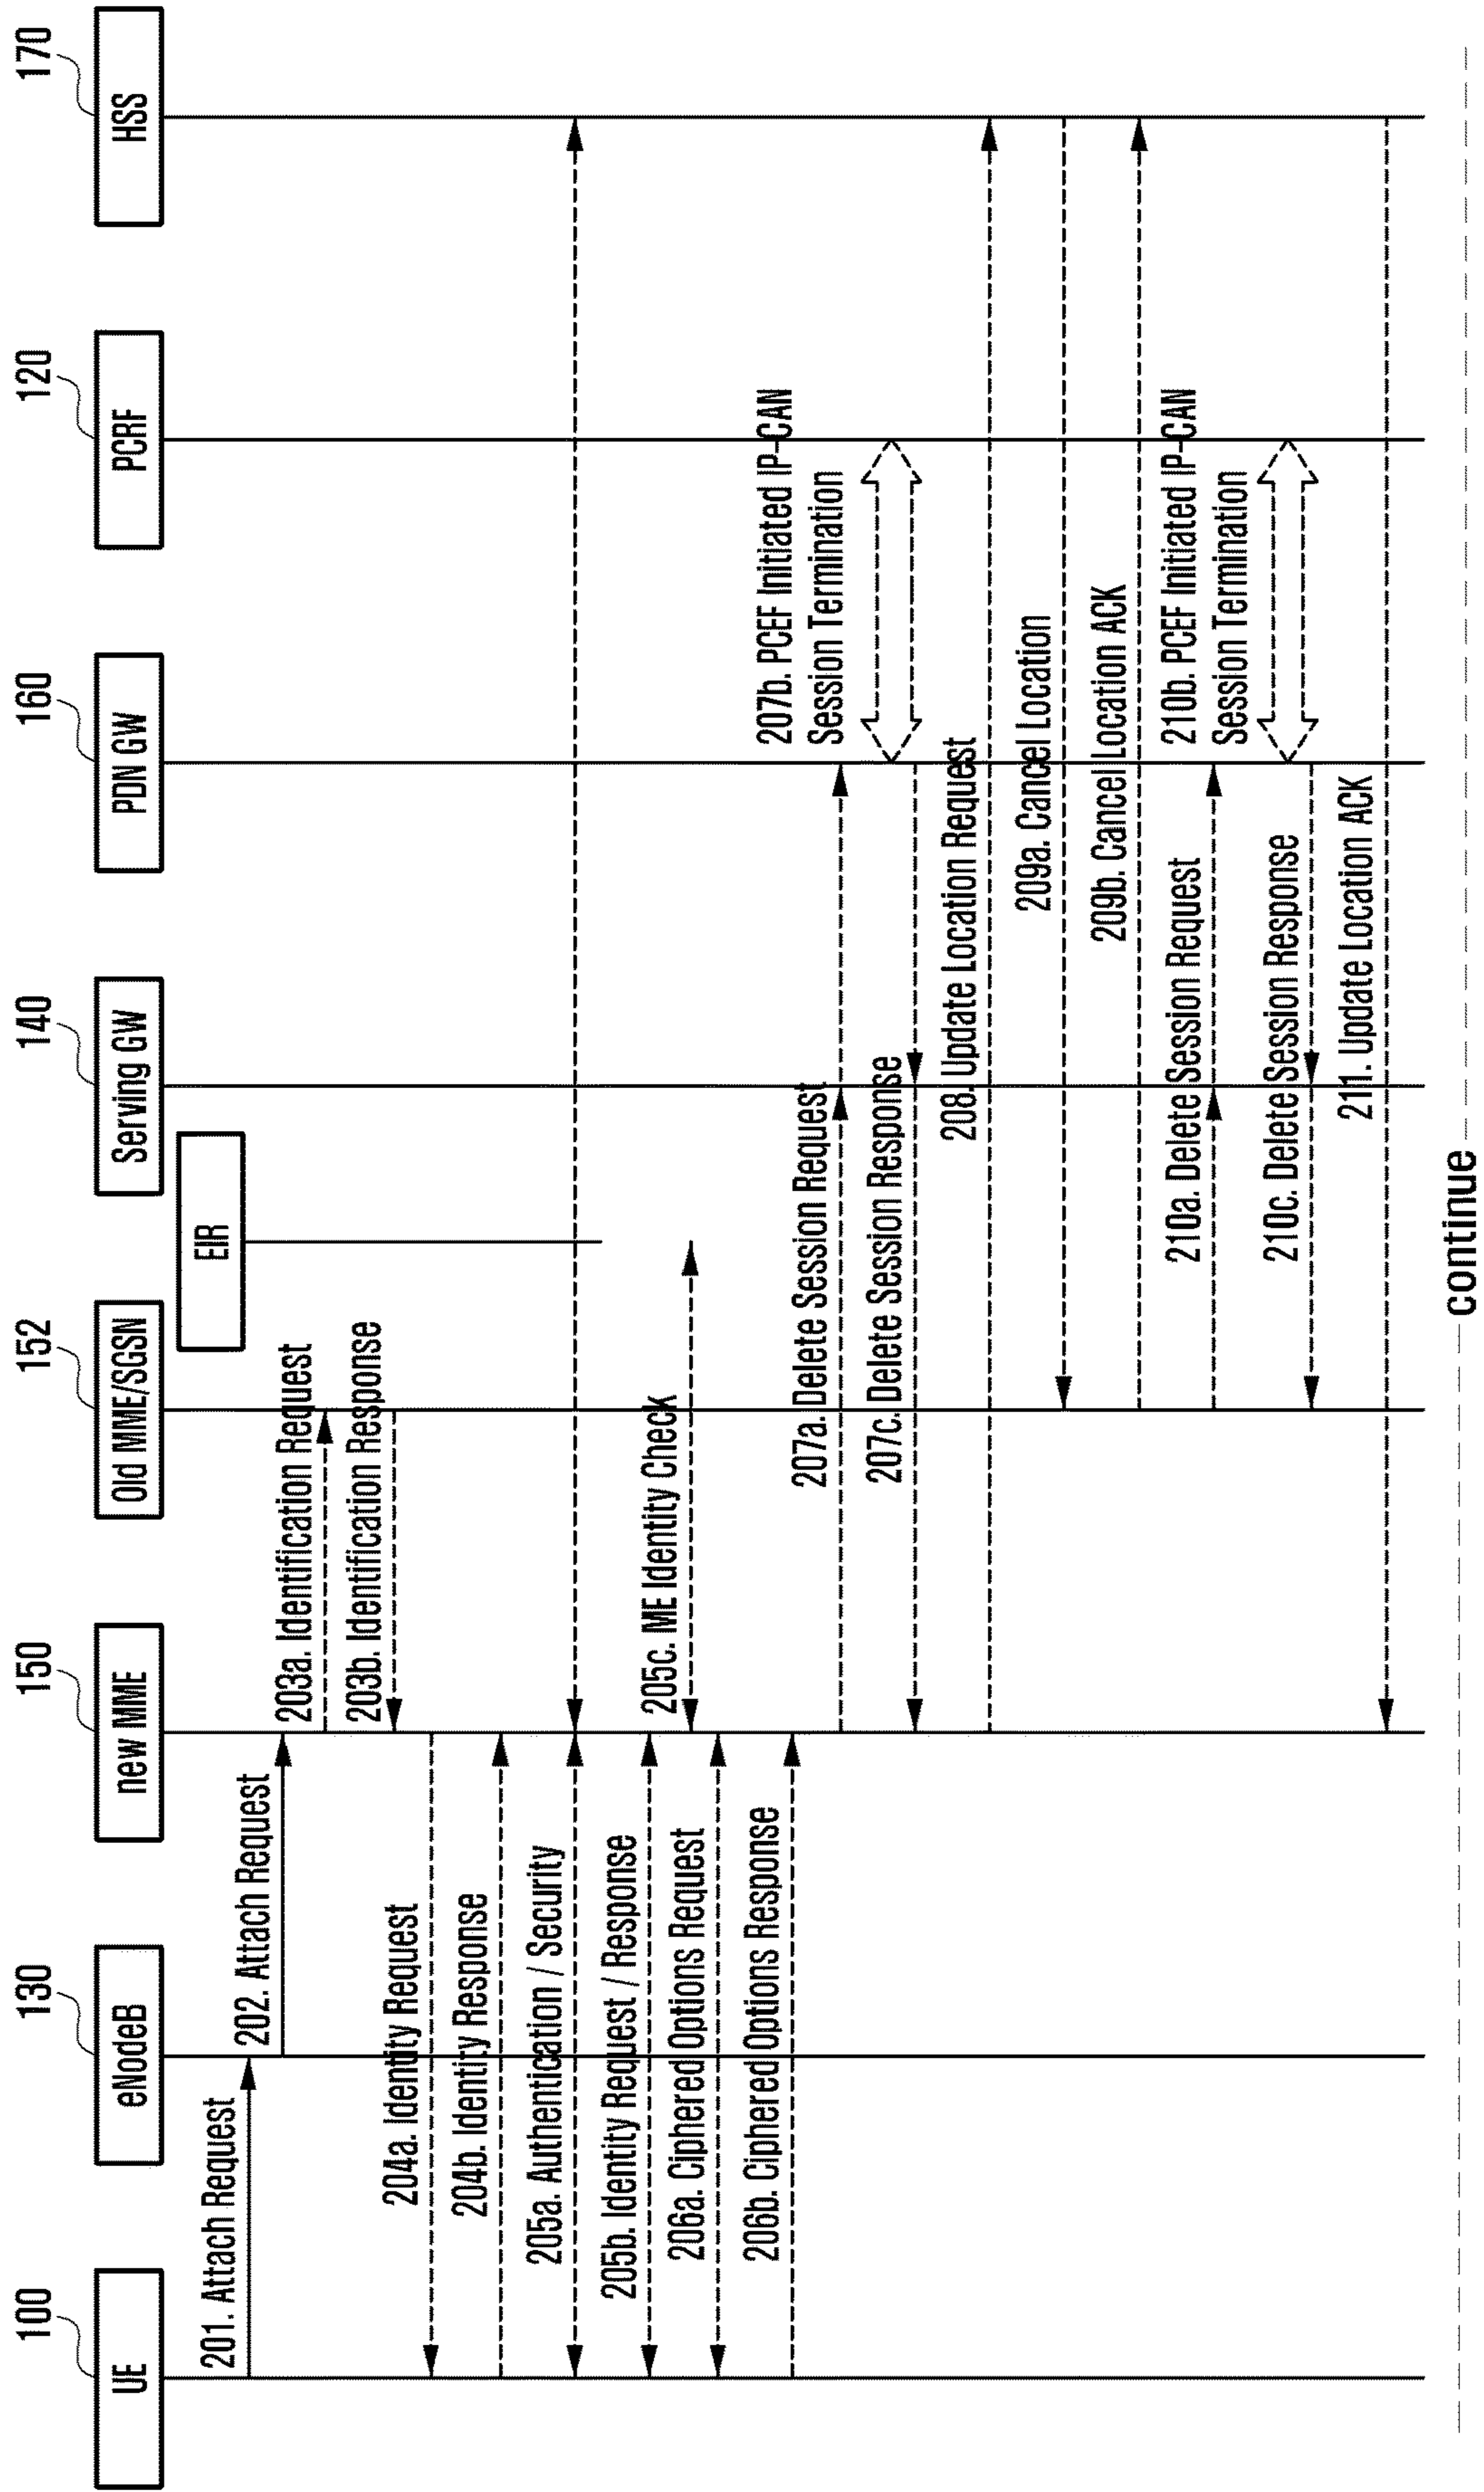 100
130
150
152
140
160
120
170
UE
eNodeB
new MME
Old MME/SGSN
Serving GW
PDN GW
PCRF
HSS
EIR
201. Attach Request
202. Attach Request
203a. Identification Request
203b. Identification Response
204a. Identity Request
204b. Identity Response
205a. Authentication / Security
205b. Identity Request / Response
205c. ME Identity Check
206a. Ciphered Options Request
206b. Ciphered Options Response
207a. Delete Session Request
207b. PCEF Initiated IP-CAN
Session Termination
207c. Delete Session Response
208. Update Location Request
209a. Cancel Location
209b. Cancel Location ACK
210a. Delete Session Request
210b. PCEF Initiated IP-CAN
Session Termination
210c. Delete Session Response
211. Update Location ACK
continue